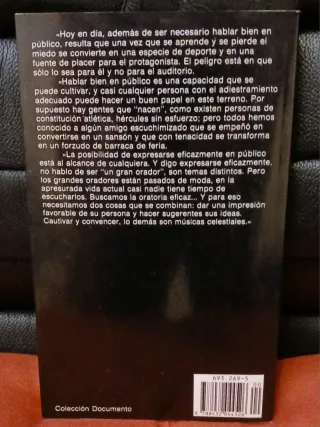 »Hoy en día, además de ser necesario hablar bien en
público, resulta que una vez que se aprende y se pierde el
miedo se convierte en una especie de deporte y en una
fuente de placer para el protagonista. El peligro está en que
sólo lo sea para él y no para el auditorio.
»Hablar bien en público es una capacidad que se
puede cultivar; y casi cualquier persona con el adiestramiento
adecuado puede hacer un buen papel en este terreno. Por
supuesto hay gentes que "nacen", como existen personas de
constitución atlética, hércules sin esfuerzo; pero todos hemos
conocido a algún amigo escuchimizado que se empeñó en
convertirse en un sansón y que con tenacidad se transforma
en un forzudo de barraca de feria.
»La posibilidad de expresarse eficazmente en público
está al alcance de cualquiera. Y digo expresarse eficazmente,
no hablo de ser "un gran orador", son temas distintos. Pero
los grandes oradores están pasados de moda, en la
apresurada vida actual casi nadie tiene tiempo de
escucharlos. Buscamos la oratoria eficaz... Y para eso
necesitamos dos cosas que se combinan: dar una impresión
favorable de su persona y hacer sugerentes sus ideas.
Cautivar y convencer, lo demás son músicas celestiales.«
693.269-5
00
9 788432 044328
Colección Documento